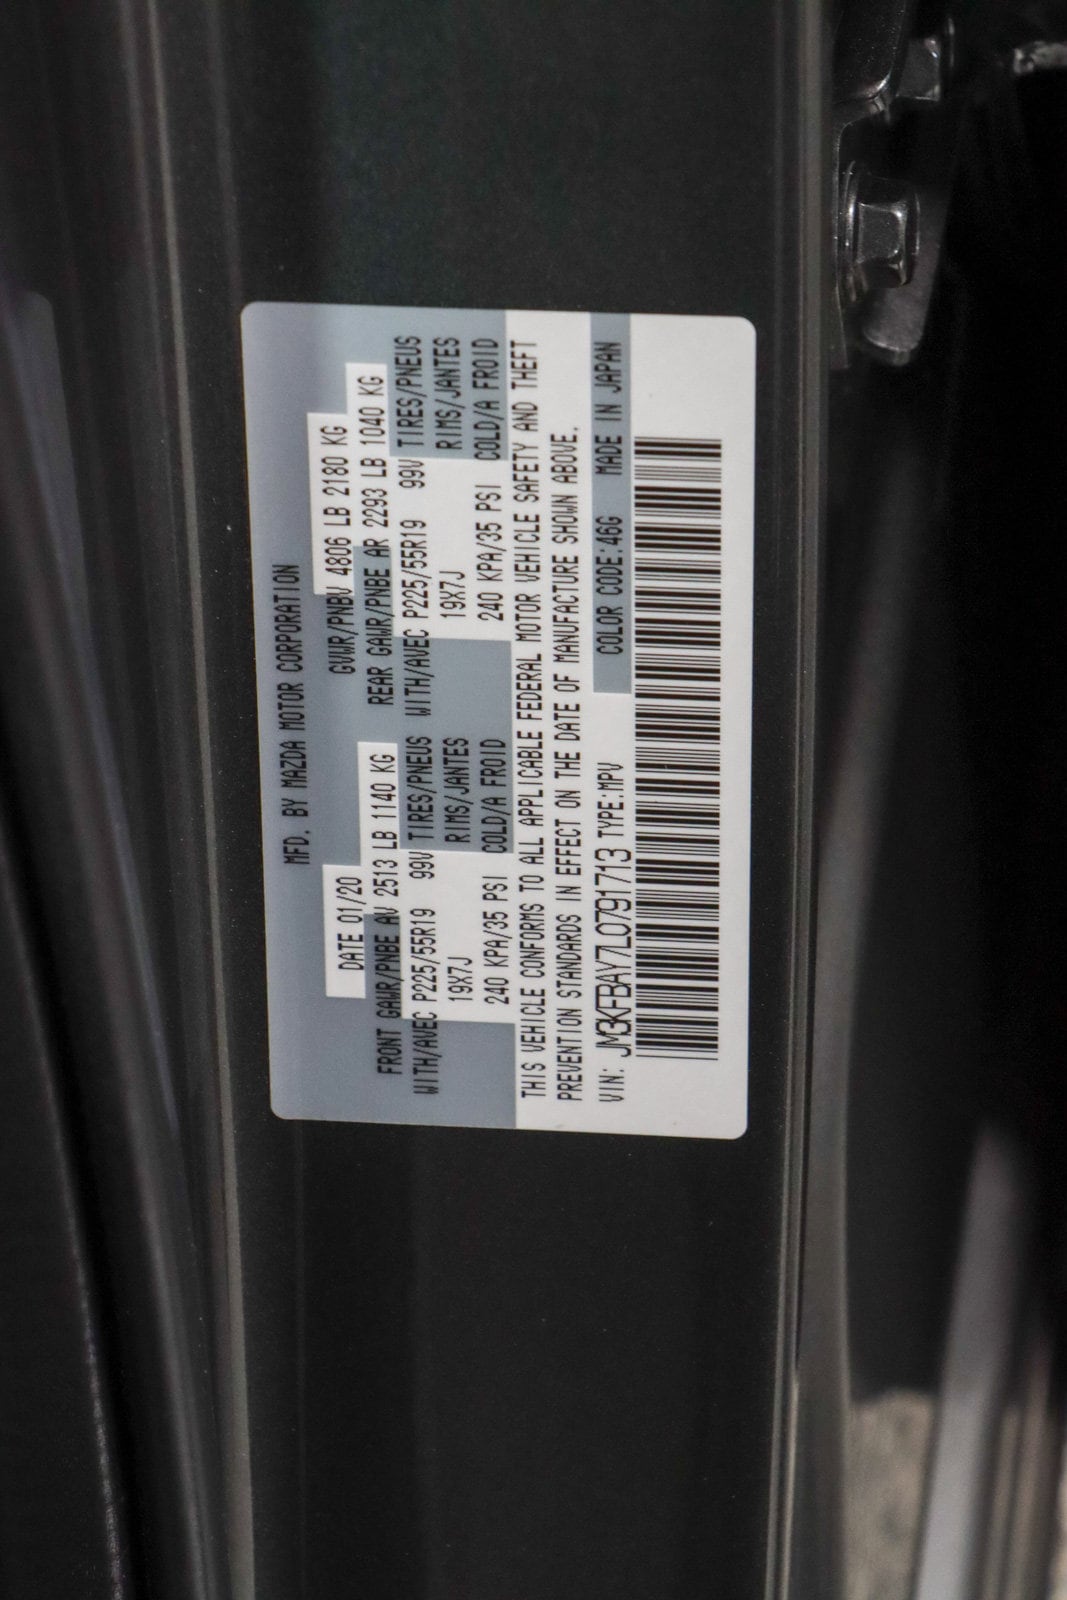 MFD. BY MAZDA MOTOR CORPORATION
DATE 01/20 GVWR/PNBV 4806 LB 2180 KG
FRONT GAWR/PNBE AV 2513 LB 1140 KG REAR GAWR/PNBE AR 2293 LB 1040 KG
WITH/AVEC P225/55R19 99V TIRES/PNEUS WITH/AVEC P225/55R19 99V TIRES/PNEUS
19X7J RIMS/JANTES 19X7J RIMS/JANTES
240 KPA/35 PSI COLD/A FROID 240 KPA/35 PSI COLD/A FROID
THIS VEHICLE CONFORMS TO ALL APPLICABLE FEDERAL MOTOR VEHICLE SAFETY AND THEFT
PREVENTION STANDARDS IN EFFECT ON THE DATE OF MANUFACTURE SHOWN ABOVE.
VIN: JM3KFBAY7L0791713 TYPE:MPV COLOR CODE:46G MADE IN JAPAN